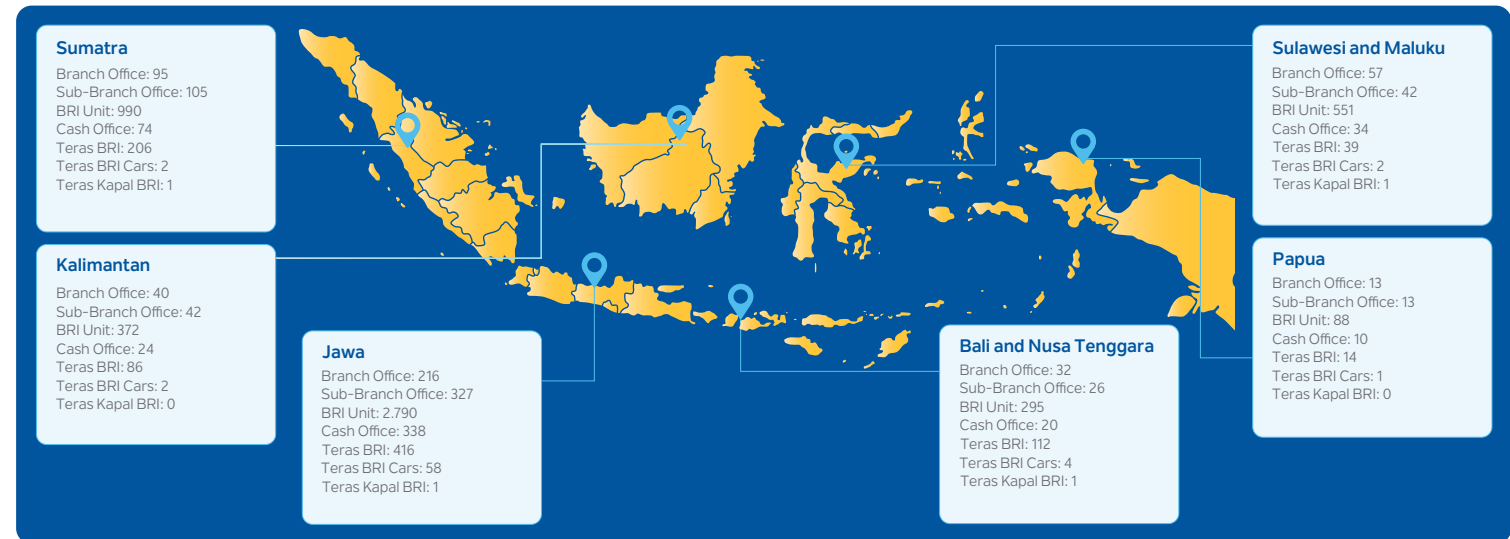 Sumatra
Branch Office: 95
Sub-Branch Office: 105
BRI Unit: 990
Cash Office: 74
Teras BRI: 206
Teras BRI Cars: 2
Teras Kapal BRI: 1
Kalimantan
Branch Office: 40
Sub-Branch Office: 42
BRI Unit: 372
Cash Office: 24
Teras BRI: 86
Teras BRI Cars: 2
Teras Kapal BRI: 0
Jawa
Branch Office: 216
Sub-Branch Office: 327
BRI Unit: 2.790
Cash Office: 338
Teras BRI: 416
Teras BRI Cars: 58
Teras Kapal BRI: 1
Bali and Nusa Tenggara
Branch Office: 32
Sub-Branch Office: 26
BRI Unit: 295
Cash Office: 20
Teras BRI: 112
Teras BRI Cars: 4
Teras Kapal BRI: 1
Sulawesi and Maluku
Branch Office: 57
Sub-Branch Office: 42
BRI Unit: 551
Cash Office: 34
Teras BRI: 39
Teras BRI Cars: 2
Teras Kapal BRI: 1
Papua
Branch Office: 13
Sub-Branch Office: 13
BRI Unit: 88
Cash Office: 10
Teras BRI: 14
Teras BRI Cars: 1
Teras Kapal BRI: 0